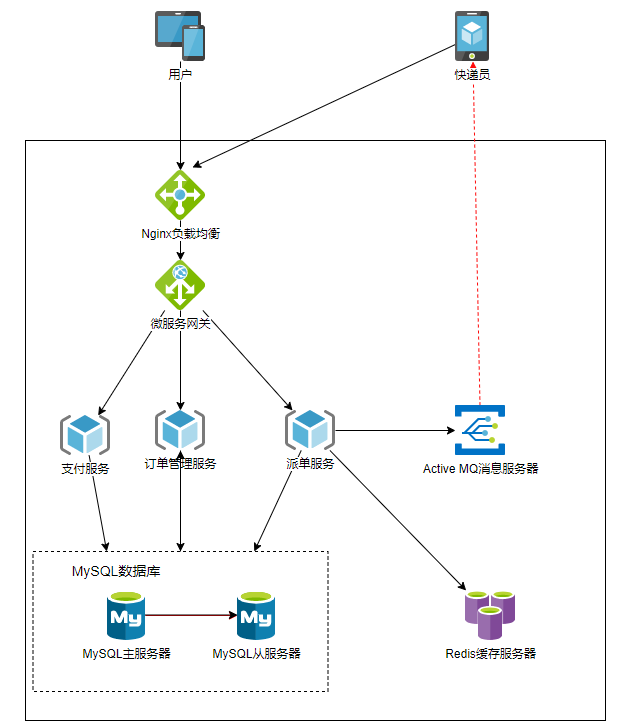 用户
快递员
Nginx负载均衡
微服务网关
支付服务
订单管理服务
派单服务
Active MQ消息服务器
MySQL数据库
My
My
MySQL主服务器
MySQL从服务器
Redis缓存服务器